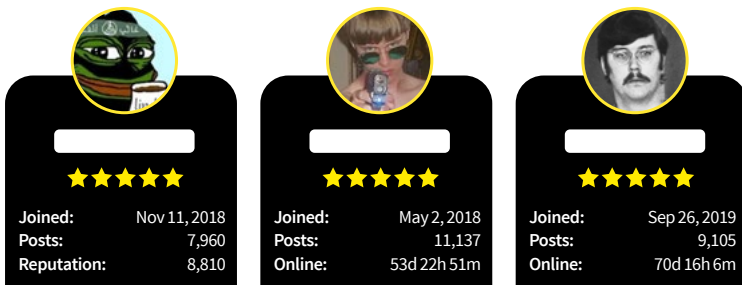 Joined: Nov 11, 2018
Posts: 7,960
Reputation: 8,810
Joined: May 2, 2018
Posts: 11,137
Online: 53d 22h 51m
Joined: Sep 26, 2019
Posts: 9,105
Online: 70d 16h 6m